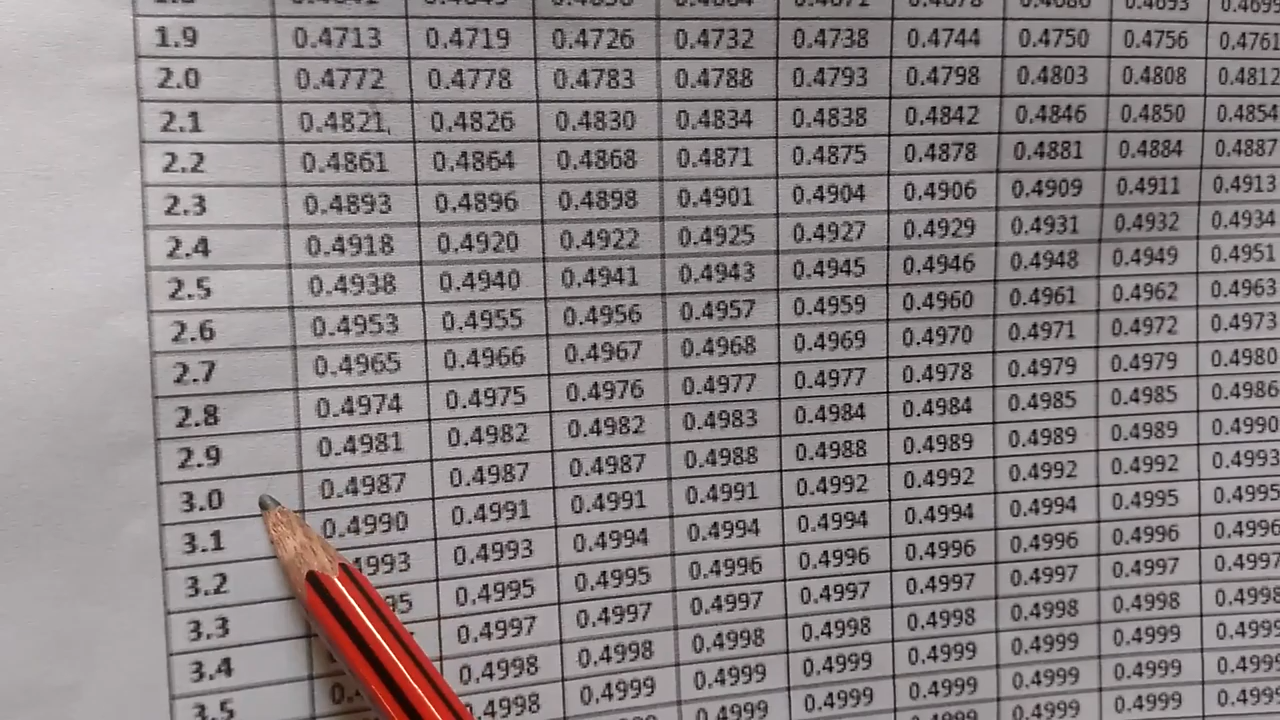 0.4671 0.4678 0.4686 0.4693 0.4699
1.9 0.4713 0.4719 0.4726 0.4732 0.4738 0.4744 0.4750 0.4756 0.4761
2.0 0.4772 0.4778 0.4783 0.4788 0.4793 0.4798 0.4803 0.4808 0.4812
2.1 0.4821 0.4826 0.4830 0.4834 0.4838 0.4842 0.4846 0.4850 0.4854
2.2 0.4861 0.4864 0.4868 0.4871 0.4875 0.4878 0.4881 0.4884 0.4887
2.3 0.4893 0.4896 0.4898 0.4901 0.4904 0.4906 0.4909 0.4911 0.4913
2.4 0.4918 0.4920 0.4922 0.4925 0.4927 0.4929 0.4931 0.4932 0.4934
2.5 0.4938 0.4940 0.4941 0.4943 0.4945 0.4946 0.4948 0.4949 0.4951
2.6 0.4953 0.4955 0.4956 0.4957 0.4959 0.4960 0.4961 0.4962 0.4963
2.7 0.4965 0.4966 0.4967 0.4968 0.4969 0.4970 0.4971 0.4972 0.4973
2.8 0.4974 0.4975 0.4976 0.4977 0.4977 0.4978 0.4979 0.4979 0.4980
2.9 0.4981 0.4982 0.4982 0.4983 0.4984 0.4984 0.4985 0.4985 0.4986
3.0 0.4987 0.4987 0.4987 0.4988 0.4988 0.4989 0.4989 0.4989 0.4990
3.1 0.4990 0.4991 0.4991 0.4991 0.4992 0.4992 0.4992 0.4992 0.4993
3.2 4993 0.4993 0.4994 0.4994 0.4994 0.4994 0.4994 0.4995 0.4995
3.3 95 0.4995 0.4995 0.4996 0.4996 0.4996 0.4996 0.4996 0.4996
3.4 0.4997 0.4997 0.4997 0.4997 0.4997 0.4997 0.4997 0.4997
3.5 0.4998 0.4998 0.4998 0.4998 0.4998 0.4998 0.4998 0.4998
0.4998 0.4999 0.4999 0.4999 0.4999 0.4999 0.4999 0.4999
0.4999 0.4999 0.4999 0.4999 0.4999